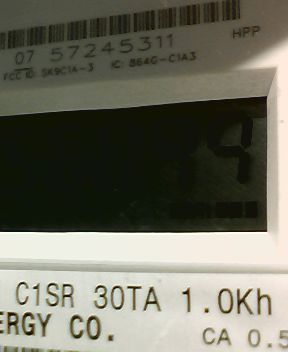 HPP
07 57245311
FCC ID: SK9C1A-3 IC: 864G-C1A3
9
C1SR 30TA 1.0Kh
ERGY CO.
CA 0.5